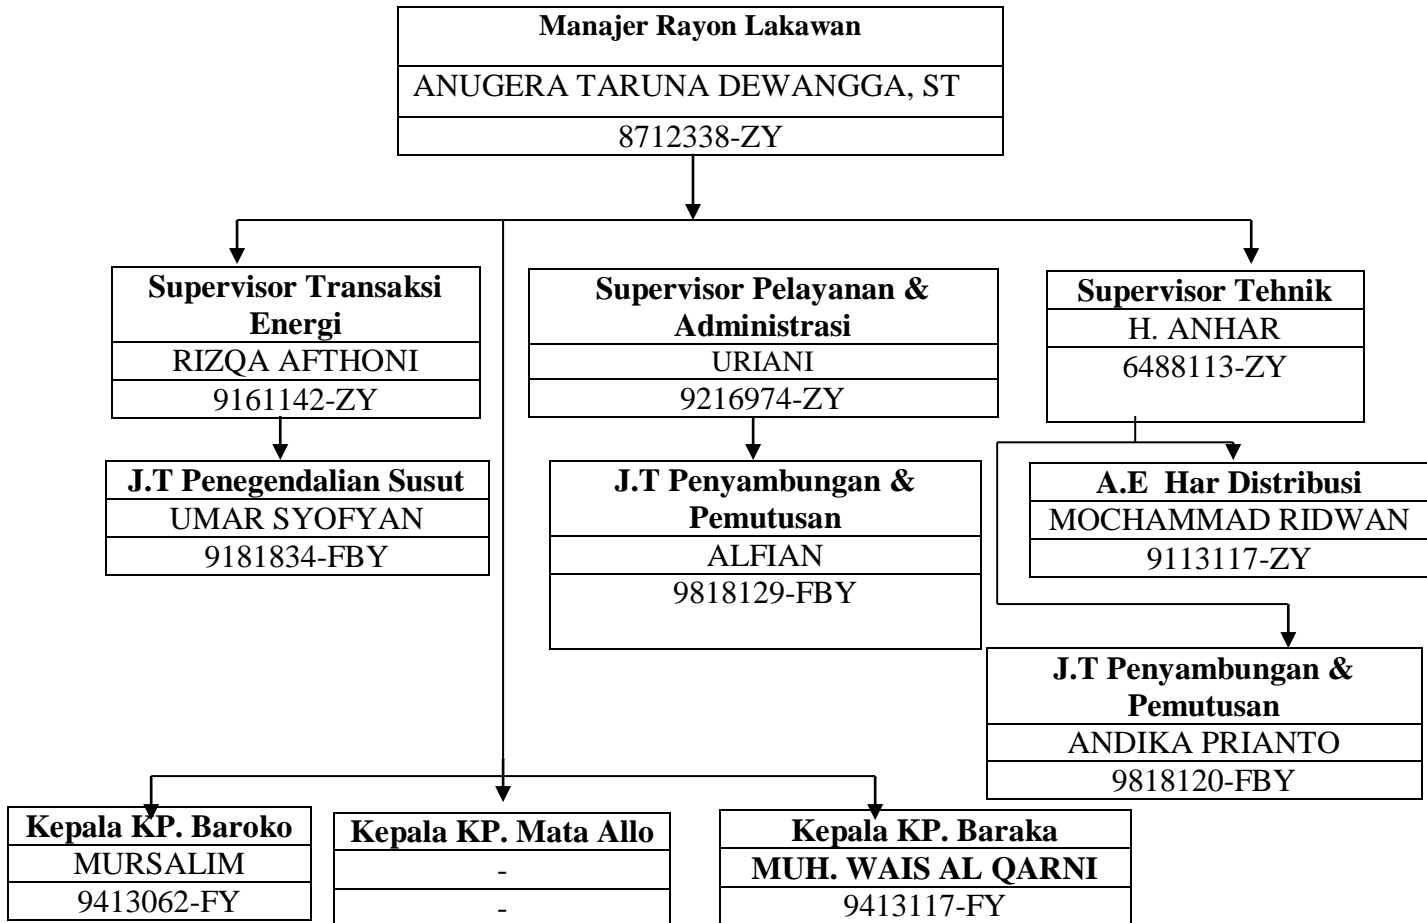 Manajer Rayon Lakawan
ANUGERA TARUNA DEWANGGA, ST
8712338-ZY
Supervisor Transaksi
Energi
RIZQA AFTHONI
9161142-ZY
Supervisor Pelayanan &
Administrasi
URIANI
9216974-ZY
Supervisor Tehnik
H. ANHAR
6488113-ZY
J.T Penegendalian Susut
UMAR SYOFYAN
9181834-FBY
J.T Penyambungan &
Pemutusan
ALFIAN
9818129-FBY
A.E Har Distribusi
MOCHAMMAD RIDWAN
9113117-ZY
J.T Penyambungan &
Pemutusan
ANDIKA PRIANTO
9818120-FBY
Kepala KP. Baroko
MURSALIM
9413062-FY
Kepala KP. Mata Allo
-
-
Kepala KP. Baraka
MUH. WAIS AL QARNI
9413117-FY